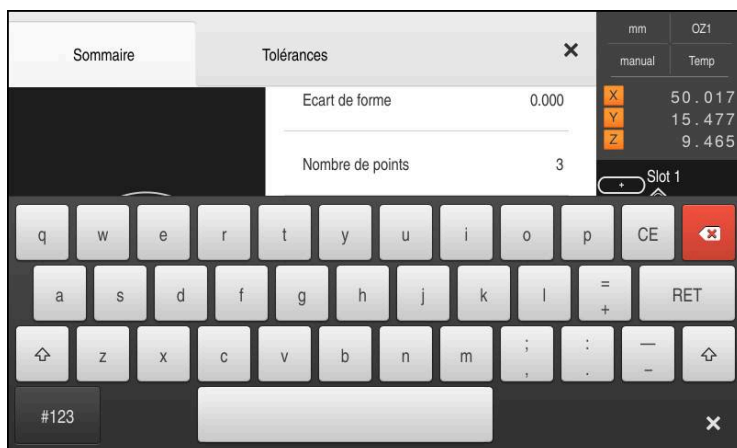 Sommaire Tolérances
mm OZ1
manual Temp
Ecart de forme 0.000
X 50.017
Y 15.477
Z 9.465
Nombre de points 3
Slot 1
q w e r t y u i o p CE
a s d f g h j k l = + RET
z x c v b n m ; , : . — –
#123